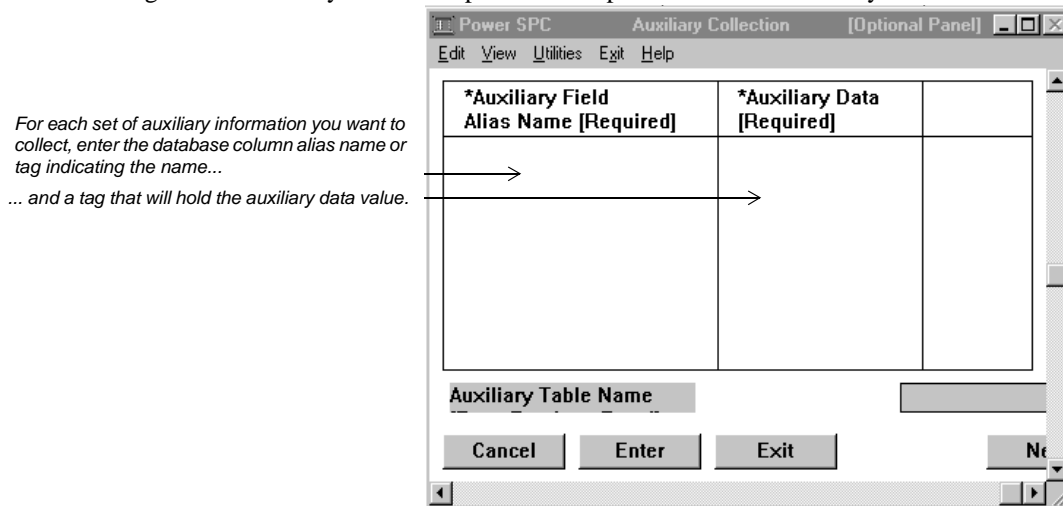 Power SPC Auxiliary Collection [Optional Panel]
Edit View Utilities Exit Help
*Auxiliary Field
Alias Name [Required]
*Auxiliary Data
[Required]
For each set of auxiliary information you want to
collect, enter the database column alias name or
tag indicating the name...
... and a tag that will hold the auxiliary data value.
Auxiliary Table Name
Cancel Enter Exit